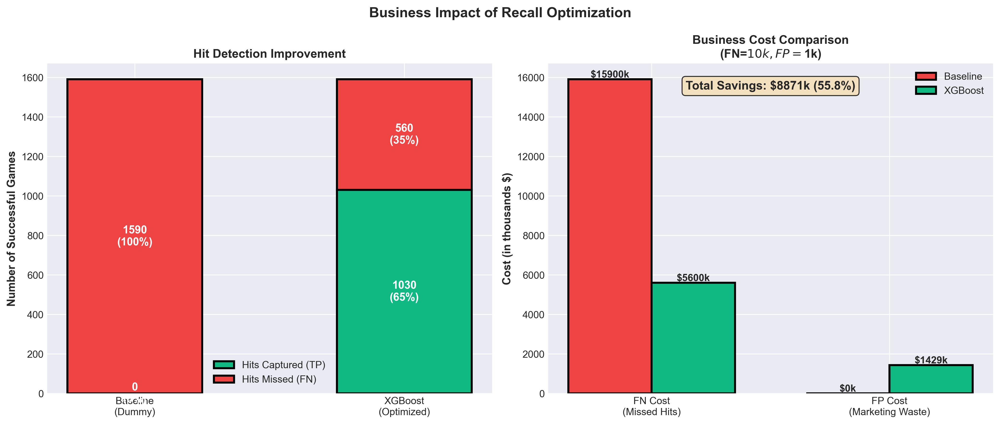 Business Impact of Recall Optimization
Hit Detection Improvement
Number of Successful Games
1600
1400
1200
1000
800
600
400
200
0
1590
(100%)
0
560
(35%)
1030
(65%)
Hits Captured (TP)
Hits Missed (FN)
Baseline
(Dummy)
XGBoost
(Optimized)
Business Cost Comparison
(FN=10k, FP = 1k)
Cost (in thousands $)
16000
14000
12000
10000
8000
6000
4000
2000
0
$15900k
Total Savings: $8871k (55.8%)
Baseline
XGBoost
$5600k
$0k
$1429k
FN Cost
(Missed Hits)
FP Cost
(Marketing Waste)